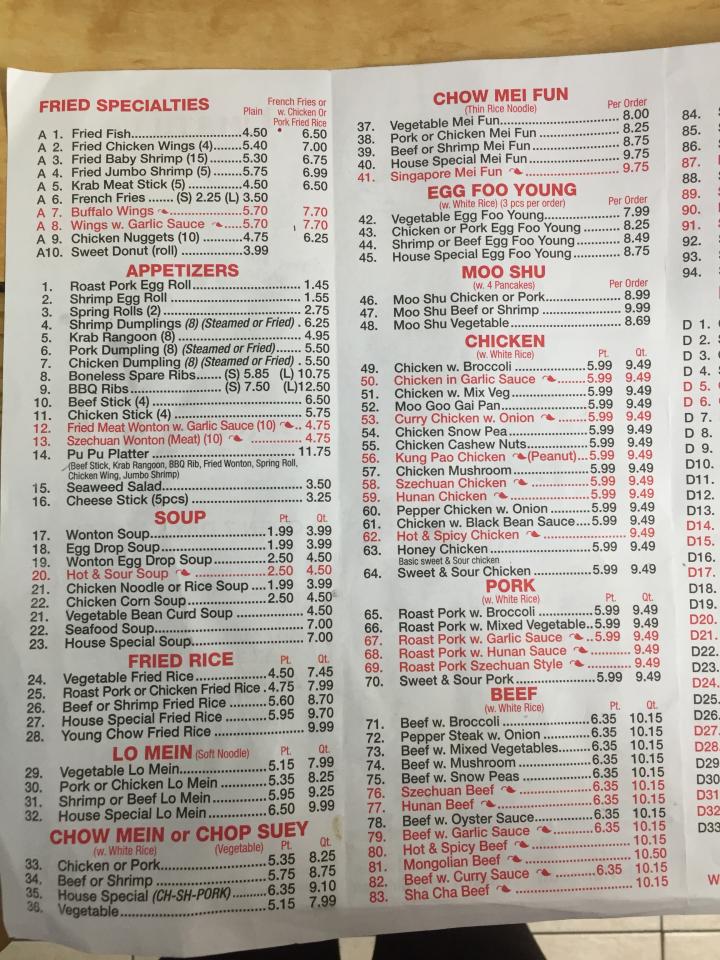 FRIED SPECIALTIES
Plain
French Fries or
w. Chicken Or
Pork Fried Rice
A 1. Fried Fish 4.50 6.50
A 2. Fried Chicken Wings (4) 5.40 7.00
A 3. Fried Baby Shrimp (15) 5.30 6.75
A 4. Fried Jumbo Shrimp (5) 5.75 6.99
A 5. Krab Meat Stick (5) 4.50 6.50
A 6. French Fries (S) 2.25 (L) 3.50
A 7. Buffalo Wings 5.70 7.70
A 8. Wings w. Garlic Sauce 5.70 7.70
A 9. Chicken Nuggets (10) 4.75 6.25
A10. Sweet Donut (roll) 3.99
APPETIZERS
1. Roast Pork Egg Roll 1.45
2. Shrimp Egg Roll 1.55
3. Spring Rolls (2) 2.75
4. Shrimp Dumplings (8) (Steamed or Fried) 6.25
5. Krab Rangoon (8) 4.95
6. Pork Dumpling (8) (Steamed or Fried) 5.50
7. Chicken Dumpling (8) (Steamed or Fried) 5.50
8. Boneless Spare Ribs (S) 5.85 (L) 10.75
9. BBQ Ribs (S) 7.50 (L)12.50
10. Beef Stick (4) 6.50
11. Chicken Stick (4) 5.75
12. Fried Meat Wonton w. Garlic Sauce (10) 4.75
13. Szechuan Wonton (Meat) (10) 4.75
14. Pu Pu Platter 11.75
(Beef Stick, Krab Rangoon, BBQ Rib, Fried Wonton, Spring Roll,
Chicken Wing, Jumbo Shrimp)
15. Seaweed Salad 3.50
16. Cheese Stick (5pcs) 3.25
SOUP
Pt. Qt.
17. Wonton Soup 1.99 3.99
18. Egg Drop Soup 1.99 3.99
19. Wonton Egg Drop Soup 2.50 4.50
20. Hot & Sour Soup 2.50 4.50
21. Chicken Noodle or Rice Soup 1.99 3.99
22. Chicken Corn Soup 2.50 4.50
21. Vegetable Bean Curd Soup 4.50
22. Seafood Soup 7.00
23. House Special Soup 7.00
FRIED RICE
Pt. Qt.
24. Vegetable Fried Rice 4.50 7.45
25. Roast Pork or Chicken Fried Rice 4.75 7.99
26. Beef or Shrimp Fried Rice 5.60 8.70
27. House Special Fried Rice 5.95 9.70
28. Young Chow Fried Rice 9.99
LO MEIN (Soft Noodle)
Pt. Qt.
29. Vegetable Lo Mein 5.15 7.99
30. Pork or Chicken Lo Mein 5.35 8.25
31. Shrimp or Beef Lo Mein 5.95 9.25
32. House Special Lo Mein 6.50 9.99
CHOW MEIN or CHOP SUEY
(w. White Rice) (Vegetable) Pt. Qt.
33. Chicken or Pork 5.35 8.25
34. Beef or Shrimp 5.75 8.75
35. House Special (CH-SH-PORK) 6.35 9.10
36. Vegetable 5.15 7.99
CHOW MEI FUN
(Thin Rice Noodle) Per Order
37. Vegetable Mei Fun 8.00
38. Pork or Chicken Mei Fun 8.25
39. Beef or Shrimp Mei Fun 8.75
40. House Special Mei Fun 9.75
41. Singapore Mei Fun 9.75
EGG FOO YOUNG
(w. White Rice) (3 pcs per order) Per Order
42. Vegetable Egg Foo Young 7.99
43. Chicken or Pork Egg Foo Young 8.25
44. Shrimp or Beef Egg Foo Young 8.49
45. House Special Egg Foo Young 8.75
MOO SHU
(w. 4 Pancakes) Per Order
46. Moo Shu Chicken or Pork 8.99
47. Moo Shu Beef or Shrimp 9.99
48. Moo Shu Vegetable 8.69
CHICKEN
(w. White Rice) Pt. Qt.
49. Chicken w. Broccoli 5.99 9.49
50. Chicken in Garlic Sauce 5.99 9.49
51. Chicken w. Mix Veg 5.99 9.49
52. Moo Goo Gai Pan 5.99 9.49
53. Curry Chicken w. Onion 5.99 9.49
54. Chicken Snow Pea 5.99 9.49
55. Chicken Cashew Nuts 5.99 9.49
56. Kung Pao Chicken (Peanut) 5.99 9.49
57. Chicken Mushroom 5.99 9.49
58. Szechuan Chicken 5.99 9.49
59. Hunan Chicken 5.99 9.49
60. Pepper Chicken w. Onion 5.99 9.49
61. Chicken w. Black Bean Sauce 5.99 9.49
62. Hot & Spicy Chicken 9.49
63. Honey Chicken 5.99 9.49
Basic sweet & Sour chicken
64. Sweet & Sour Chicken 5.99 9.49
PORK
(w. White Rice) Pt. Qt.
65. Roast Pork w. Broccoli 5.99 9.49
66. Roast Pork w. Mixed Vegetable 5.99 9.49
67. Roast Pork w. Garlic Sauce 5.99 9.49
68. Roast Pork w. Hunan Sauce 9.49
69. Roast Pork Szechuan Style 9.49
70. Sweet & Sour Pork 5.99 9.49
BEEF
(w. White Rice) Pt. Qt.
71. Beef w. Broccoli 6.35 10.15
72. Pepper Steak w. Onion 6.35 10.15
73. Beef w. Mixed Vegetables 6.35 10.15
74. Beef w. Mushroom 6.35 10.15
75. Beef w. Snow Peas 6.35 10.15
76. Szechuan Beef 6.35 10.15
77. Hunan Beef 6.35 10.15
78. Beef w. Oyster Sauce 6.35 10.15
79. Beef w. Garlic Sauce 6.35 10.15
80. Hot & Spicy Beef 10.15
81. Mongolian Beef 10.50
82. Beef w. Curry Sauce 6.35 10.15
83. Sha Cha Beef 10.15
84.
85.
86.
87.
88.
89.
90.
91.
92.
93.
94.
D 1.
D 2.
D 3.
D 4.
D 5.
D 6.
D 7.
D 8.
D 9.
D10.
D11.
D12.
D13.
D14.
D15.
D16.
D17.
D18.
D19.
D20.
D21.
D22.
D23.
D24.
D25.
D26.
D27.
D28.
D29
D30
D31
D32
D33